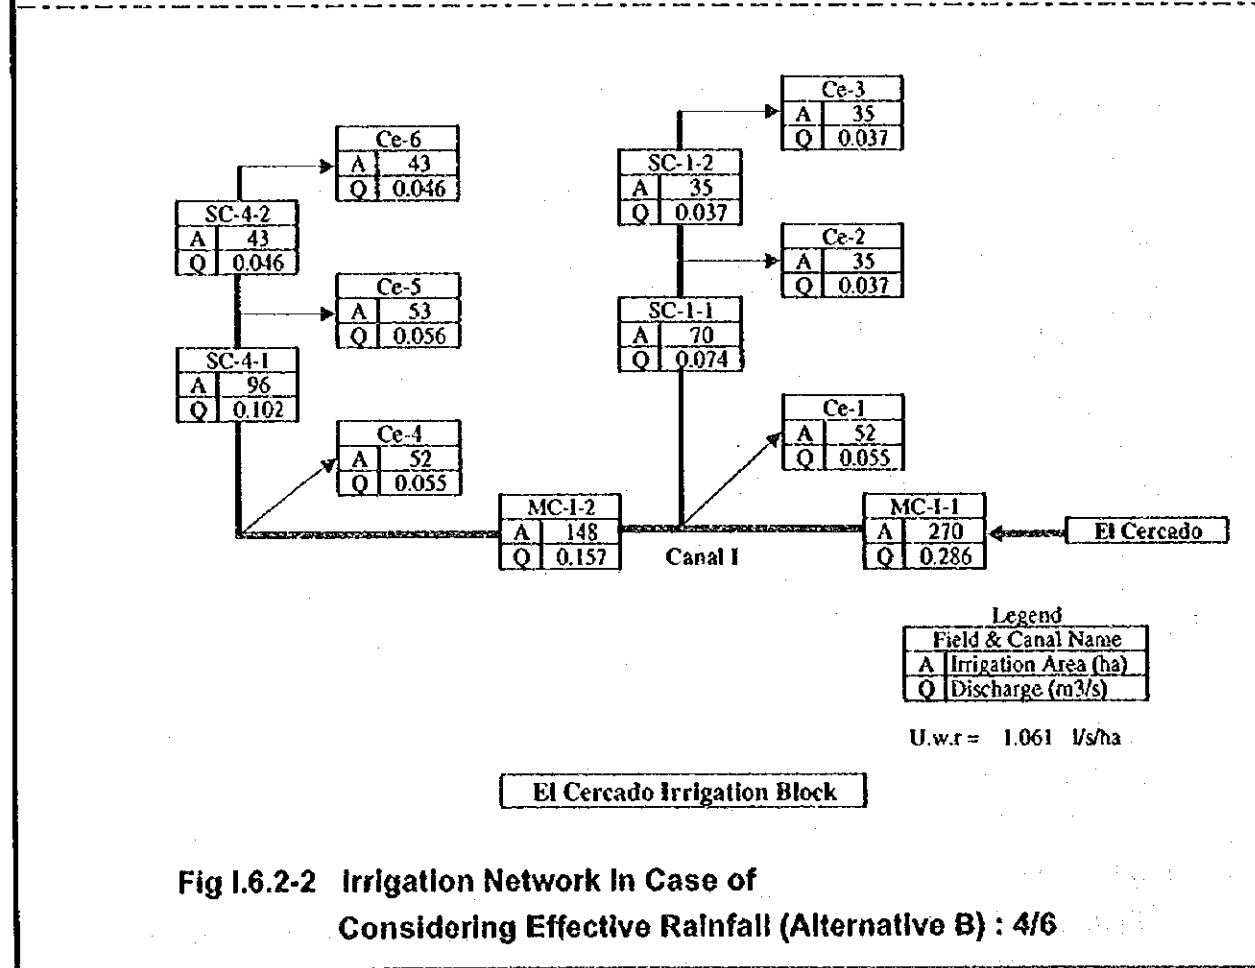 Ce-3
A 35
Q 0.037
Ce-6
A 43
Q 0.046
SC-1-2
A 35
Q 0.037
SC-4-2
A 43
Q 0.046
Ce-2
A 35
Q 0.037
Ce-5
A 53
Q 0.056
SC-1-1
A 70
Q 0.074
SC-4-1
A 96
Q 0.102
Ce-1
A 52
Q 0.055
Ce-4
A 52
Q 0.055
MC-I-2
A 148
Q 0.157
Canal I
MC-I-1
A 270
Q 0.286
El Cercado
Legend
Field & Canal Name
A Irrigation Area (ha)
Q Discharge (m3/s)
U.w.r = 1.061 l/s/ha
El Cercado Irrigation Block
Fig I.6.2-2 Irrigation Network In Case of
Considering Effective Rainfall (Alternative B) : 4/6